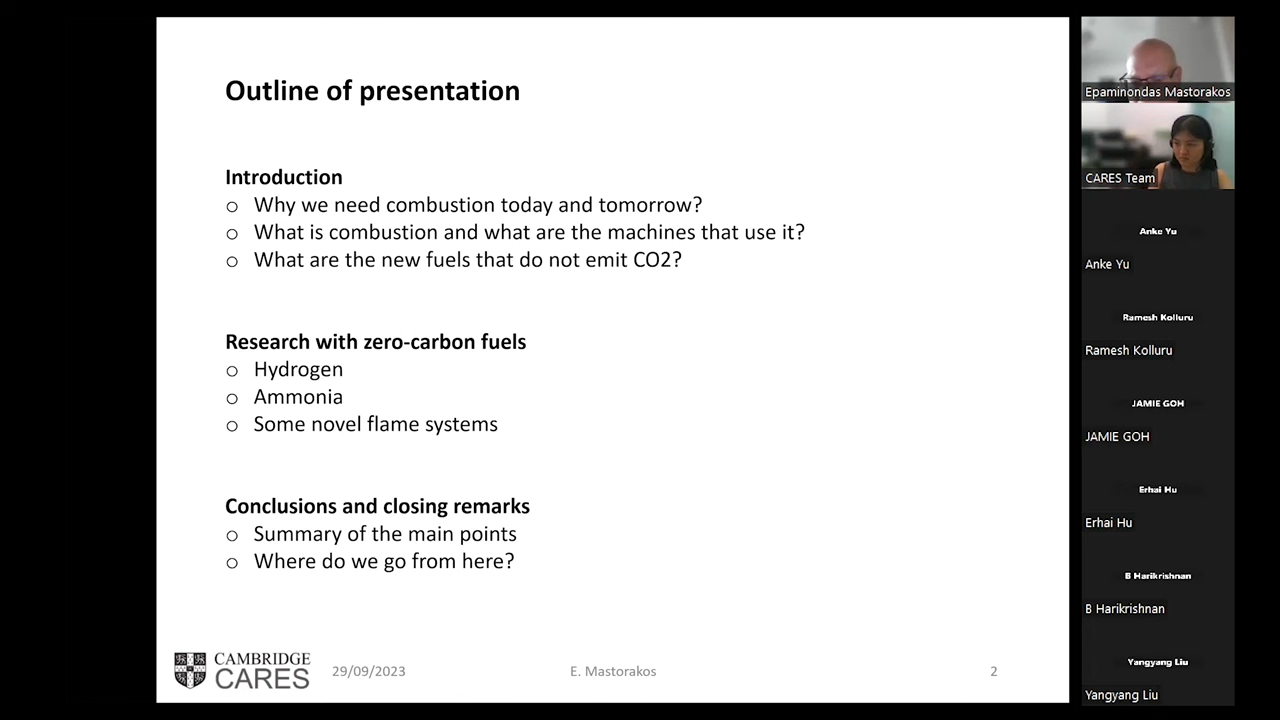 Outline of presentation
Introduction
o Why we need combustion today and tomorrow?
o What is combustion and what are the machines that use it?
o What are the new fuels that do not emit CO2?
Research with zero-carbon fuels
o Hydrogen
o Ammonia
o Some novel flame systems
Conclusions and closing remarks
o Summary of the main points
o Where do we go from here?
CAMBRIDGE
CARES
29/09/2023
E. Mastorakos
2
Epaminondas Mastorakos
CARES Team
Anke Yu
Anke Yu
Ramesh Kolluru
Ramesh Kolluru
JAMIE GOH
JAMIE GOH
Erhai Hu
Erhai Hu
B Harikrishnan
B Harikrishnan
Yangyang Liu
Yangyang Liu